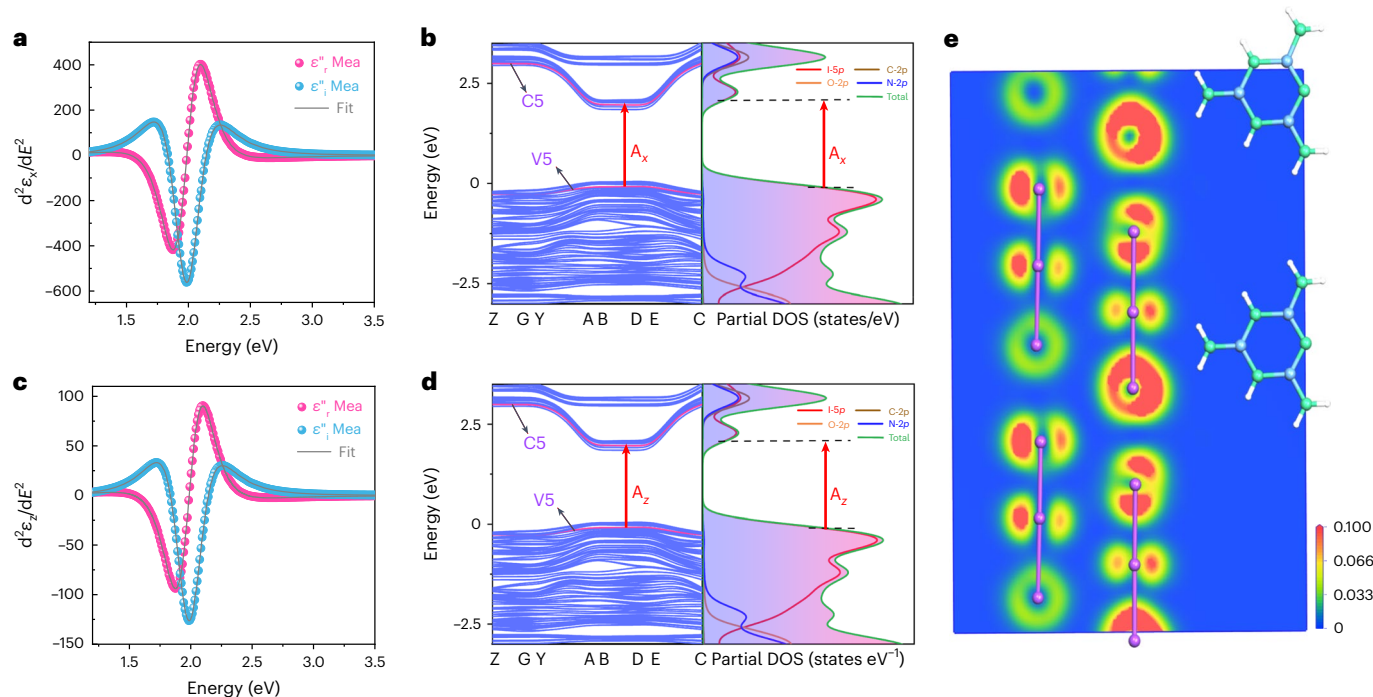 a
d²εₓ/dE²
400
200
0
-200
-400
-600
ε″ᵣ Mea
ε″ᵢ Mea
Fit
1.5 2.0 2.5 3.0 3.5
Energy (eV)
b
Energy (eV)
2.5
0
−2.5
C5
V5
Aₓ
Z G Y A B D E C
I-5p C-2p
O-2p N-2p
Total
Aₓ
Partial DOS (states/eV)
c
d²ε_z/dE²
100
50
0
-50
-100
-150
ε″ᵣ Mea
ε″ᵢ Mea
Fit
1.5 2.0 2.5 3.0 3.5
Energy (eV)
d
Energy (eV)
2.5
0
−2.5
C5
V5
A_z
Z G Y A B D E C
I-5p C-2p
O-2p N-2p
Total
A_z
Partial DOS (states eV⁻¹)
e
0.100
0.066
0.033
0